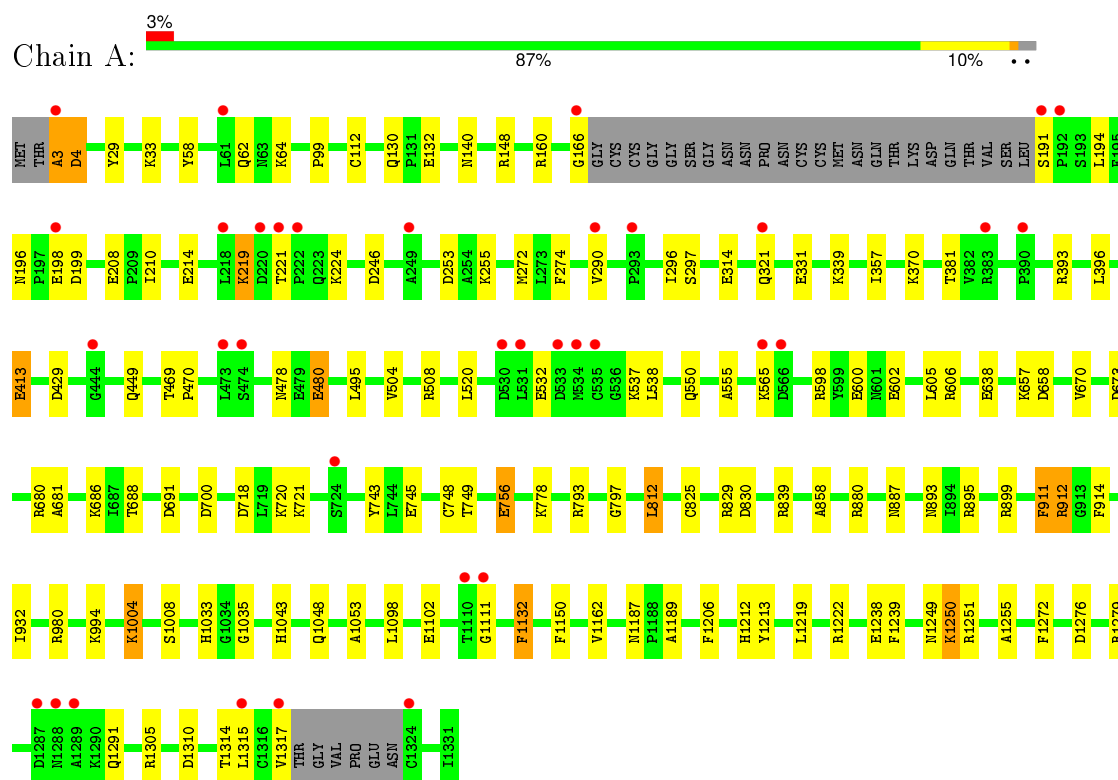 3%
Chain A:
87% 10% • •
MET THR A3 D4 Y29 K33 Y58 L61 Q62 N63 K64 P99 C112 Q130 P131 E132 N140 R148 R160 G166 GLY CYS CYS GLY GLY SER GLY ASN ASN PRO ASN CYS CYS MET ASN GLN THR LYS ASP GLN THR VAL SER LEU S191 P192 S193 L194 F195
N196 P197 E198 D199 E208 P209 I210 E214 L218 K219 D220 T221 P222 Q223 K224 D246 A249 D253 A254 K255 M272 L273 F274 V290 P293 I296 S297 E314 Q321 E331 K339 I357 K370 T381 V382 R383 P390 R393 L396
E413 D429 G444 Q449 T469 P470 L473 S474 N478 E479 E480 L495 V504 R508 L520 D530 L531 E532 D533 M534 C535 G536 K537 L538 Q550 A555 K565 D566 R598 Y599 E600 N601 E602 L605 R606 E638 K657 D658 V670 D673
R680 A681 K686 I687 T688 D691 D700 D718 L719 K720 K721 S724 Y743 L744 E745 C748 T749 E756 K778 R793 G797 L812 C825 R829 D830 R839 A858 R880 N887 N893 I894 R895 R899 F911 R912 G913 F914
I932 R980 K994 K1004 S1008 H1033 G1034 G1035 H1043 Q1048 A1053 L1098 E1102 T1110 G1111 F1132 F1150 V1162 N1187 P1188 A1189 F1206 H1212 Y1213 L1219 R1222 E1238 F1239 N1249 K1250 R1251 A1255 F1272 D1276
D1287 N1288 A1289 K1290 Q1291 R1305 D1310 T1314 L1315 C1316 V1317 THR GLY VAL PRO GLU ASN C1324 I1331